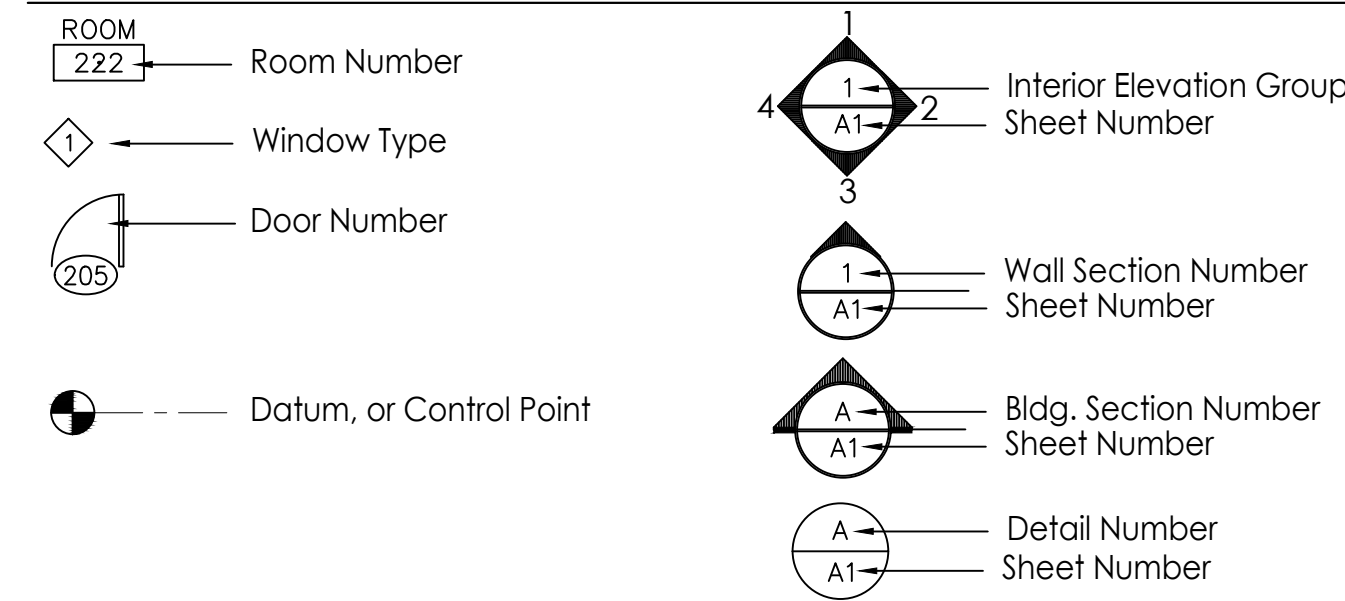 ROOM
222 Room Number
1 Window Type
Door Number
205
Datum, or Control Point
1
1 Interior Elevation Group
4 2
A1 Sheet Number
3
1 Wall Section Number
A1 Sheet Number
A Bldg. Section Number
A1 Sheet Number
A Detail Number
A1 Sheet Number